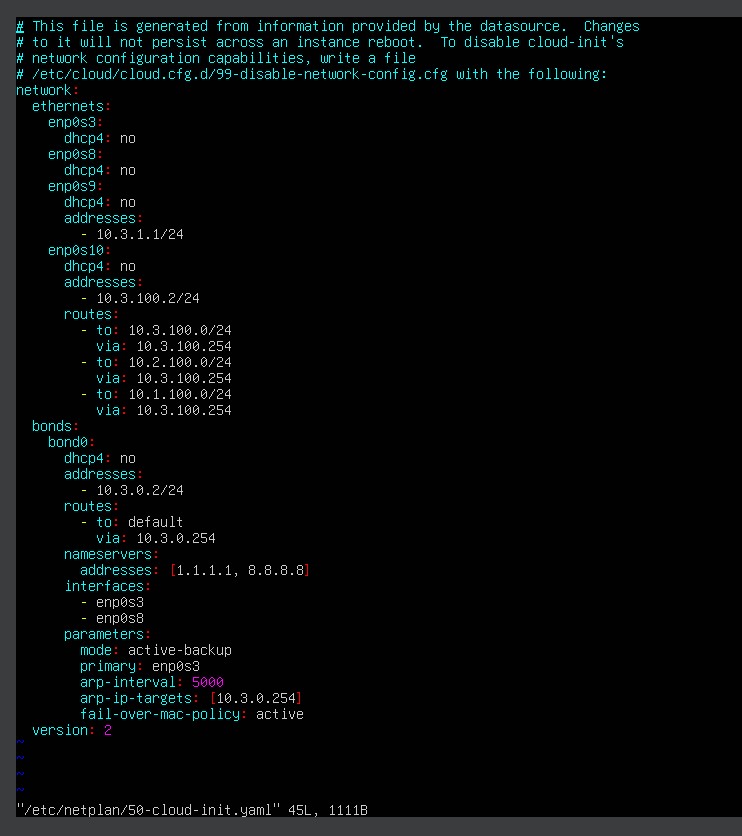 # This file is generated from information provided by the datasource.  Changes
# to it will not persist across an instance reboot.  To disable cloud-init's
# network configuration capabilities, write a file
# /etc/cloud/cloud.cfg.d/99-disable-network-config.cfg with the following:
network:
  ethernets:
    enp0s3:
      dhcp4: no
    enp0s8:
      dhcp4: no
    enp0s9:
      dhcp4: no
      addresses:
        - 10.3.1.1/24
    enp0s10:
      dhcp4: no
      addresses:
        - 10.3.100.2/24
      routes:
        - to: 10.3.100.0/24
          via: 10.3.100.254
        - to: 10.2.100.0/24
          via: 10.3.100.254
        - to: 10.1.100.0/24
          via: 10.3.100.254
  bonds:
    bond0:
      dhcp4: no
      addresses:
        - 10.3.0.2/24
      routes:
        - to: default
          via: 10.3.0.254
      nameservers:
        addresses: [1.1.1.1, 8.8.8.8]
      interfaces:
        - enp0s3
        - enp0s8
      parameters:
        mode: active-backup
        primary: enp0s3
        arp-interval: 5000
        arp-ip-targets: [10.3.0.254]
        fail-over-mac-policy: active
  version: 2
~
~
~
~
"/etc/netplan/50-cloud-init.yaml" 45L, 1111B